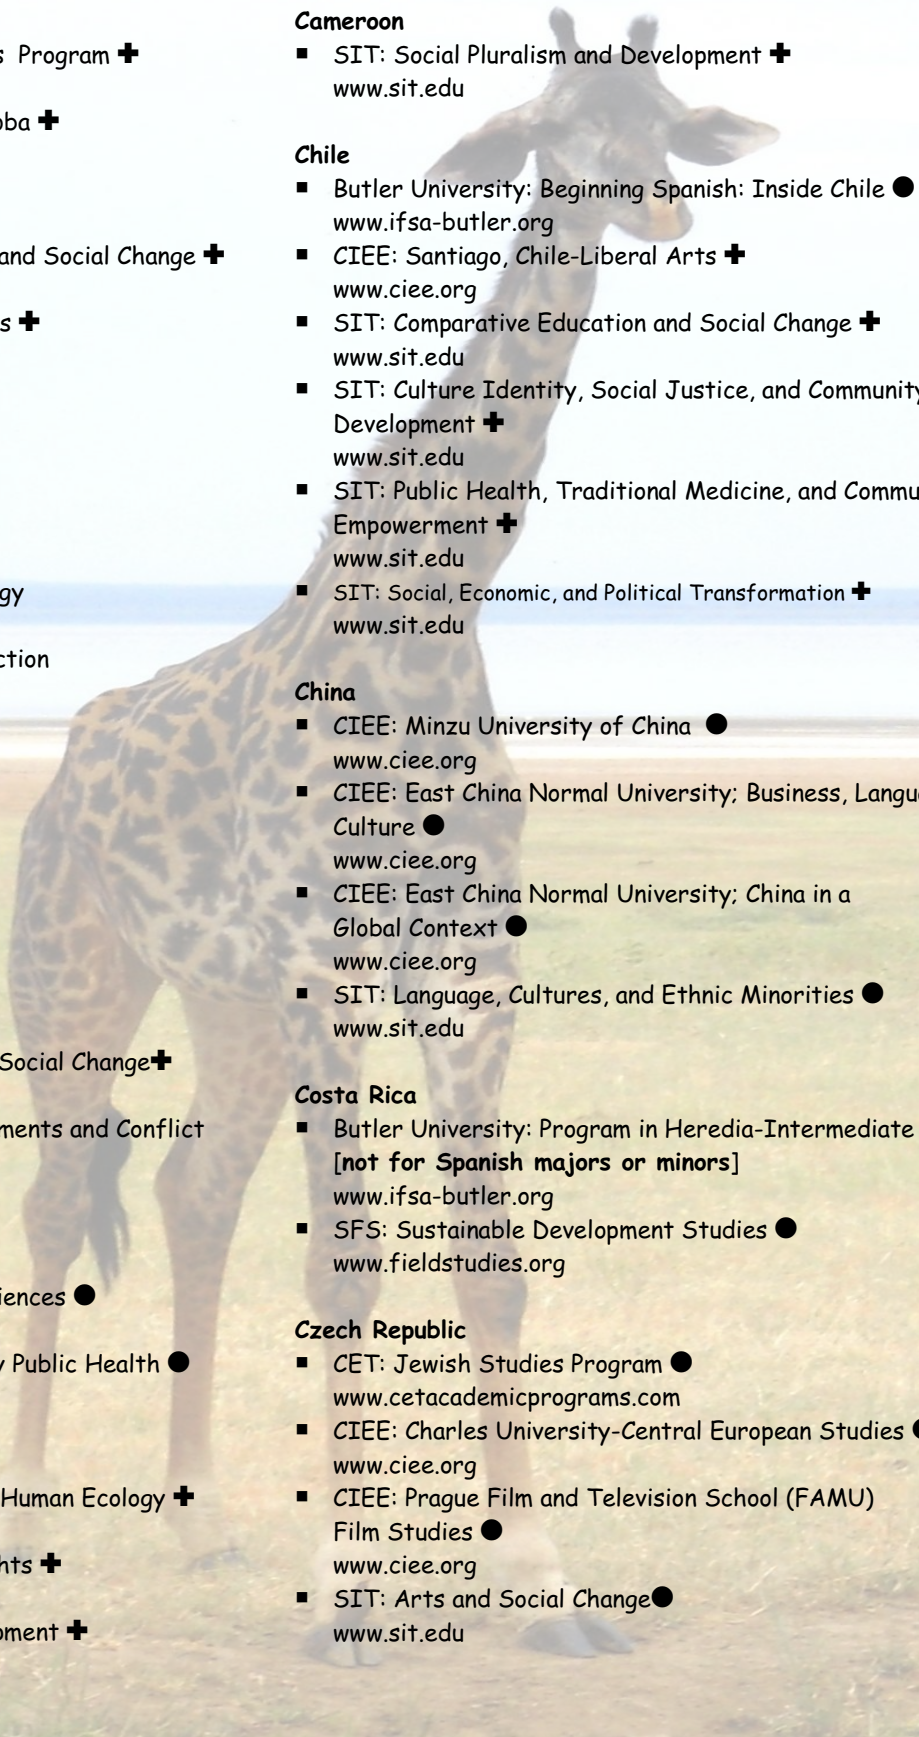 Program ✚
✚
and Social Change ✚
✚
Social Change✚
and Conflict
●
Public Health ●
Human Ecology ✚
✚
✚
Cameroon
▪ SIT: Social Pluralism and Development ✚
www.sit.edu
Chile
▪ Butler University: Beginning Spanish: Inside Chile ●
www.ifsa-butler.org
▪ CIEE: Santiago, Chile-Liberal Arts ✚
www.ciee.org
▪ SIT: Comparative Education and Social Change ✚
www.sit.edu
▪ SIT: Culture Identity, Social Justice, and Community
Development ✚
www.sit.edu
▪ SIT: Public Health, Traditional Medicine, and
Empowerment ✚
www.sit.edu
▪ SIT: Social, Economic, and Political Transformation ✚
www.sit.edu
China
▪ CIEE: Minzu University of China ●
www.ciee.org
▪ CIEE: East China Normal University; Business,
Culture ●
www.ciee.org
▪ CIEE: East China Normal University; China in a
Global Context ●
www.ciee.org
▪ SIT: Language, Cultures, and Ethnic Minorities ●
www.sit.edu
Costa Rica
▪ Butler University: Program in Heredia-Intermediate
[not for Spanish majors or minors]
www.ifsa-butler.org
▪ SFS: Sustainable Development Studies ●
www.fieldstudies.org
Czech Republic
▪ CET: Jewish Studies Program ●
www.cetacademicprograms.com
▪ CIEE: Charles University-Central European Studies ●
www.ciee.org
▪ CIEE: Prague Film and Television School (FAMU)
Film Studies ●
www.ciee.org
▪ SIT: Arts and Social Change●
www.sit.edu